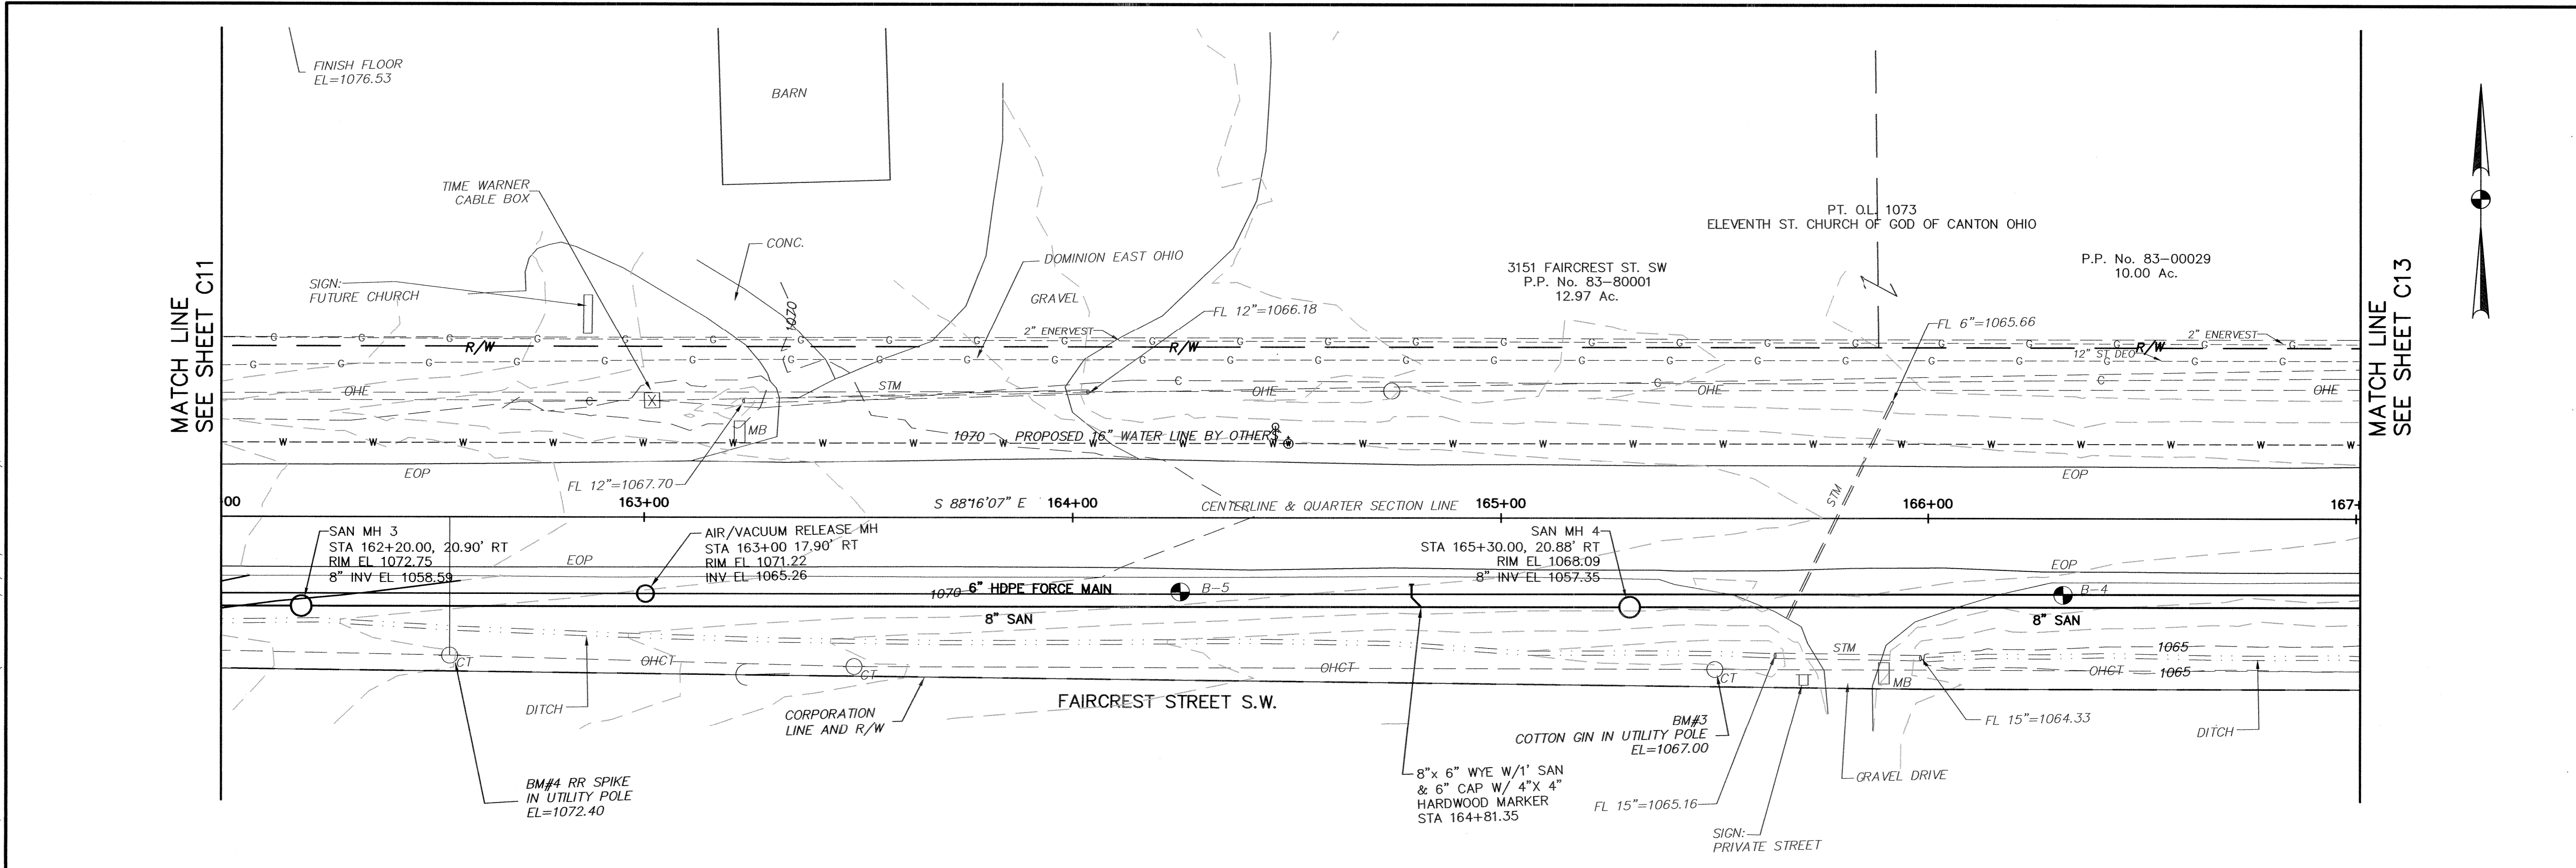 FINISH FLOOR
EL=1076.53
BARN
TIME WARNER
CABLE BOX
CONC.
SIGN:
FUTURE CHURCH
DOMINION EAST OHIO
GRAVEL
1070
2" ENERVEST
FL 12"=1066.18
3151 FAIRCREST ST. SW
P.P. No. 83-80001
12.97 Ac.
PT. O.L. 1073
ELEVENTH ST. CHURCH OF GOD OF CANTON OHIO
P.P. No. 83-00029
10.00 Ac.
FL 6"=1065.66
2" ENERVEST
12" ST DEO
MATCH LINE
SEE SHEET C11
MATCH LINE
SEE SHEET C13
G G G G G G G G G G G G G G G G G G G G G G G G
R/W R/W R/W
G G G G G G G G G G G G G G G G G G G G G G G G
OHE C X STM C OHE C OHE C OHE
MB
W W W W W W W W W W W W W W W W W W W W W W W W
1070 PROPOSED 16" WATER LINE BY OTHERS
EOP EOP
FL 12"=1067.70
STM
00 163+00 S 88°16'07" E 164+00 CENTERLINE & QUARTER SECTION LINE 165+00 166+00 167+
SAN MH 3
STA 162+20.00, 20.90' RT
RIM EL 1072.75
8" INV EL 1058.59
AIR/VACUUM RELEASE MH
STA 163+00 17.90' RT
RIM FL 1071.22
INV EL 1065.26
SAN MH 4
STA 165+30.00, 20.88' RT
RIM EL 1068.09
8" INV EL 1057.35
EOP EOP
1070 6" HDPE FORCE MAIN B-5 B-4
8" SAN 8" SAN
CT OHCT CT OHCT CT STM MB 1065
OHCT 1065
DITCH
CORPORATION
LINE AND R/W
FAIRCREST STREET S.W.
BM#3
COTTON GIN IN UTILITY POLE
EL=1067.00
FL 15"=1064.33
DITCH
BM#4 RR SPIKE
IN UTILITY POLE
EL=1072.40
8"x 6" WYE W/1' SAN
& 6" CAP W/ 4"X 4"
HARDWOOD MARKER
STA 164+81.35
GRAVEL DRIVE
FL 15"=1065.16
SIGN:
PRIVATE STREET